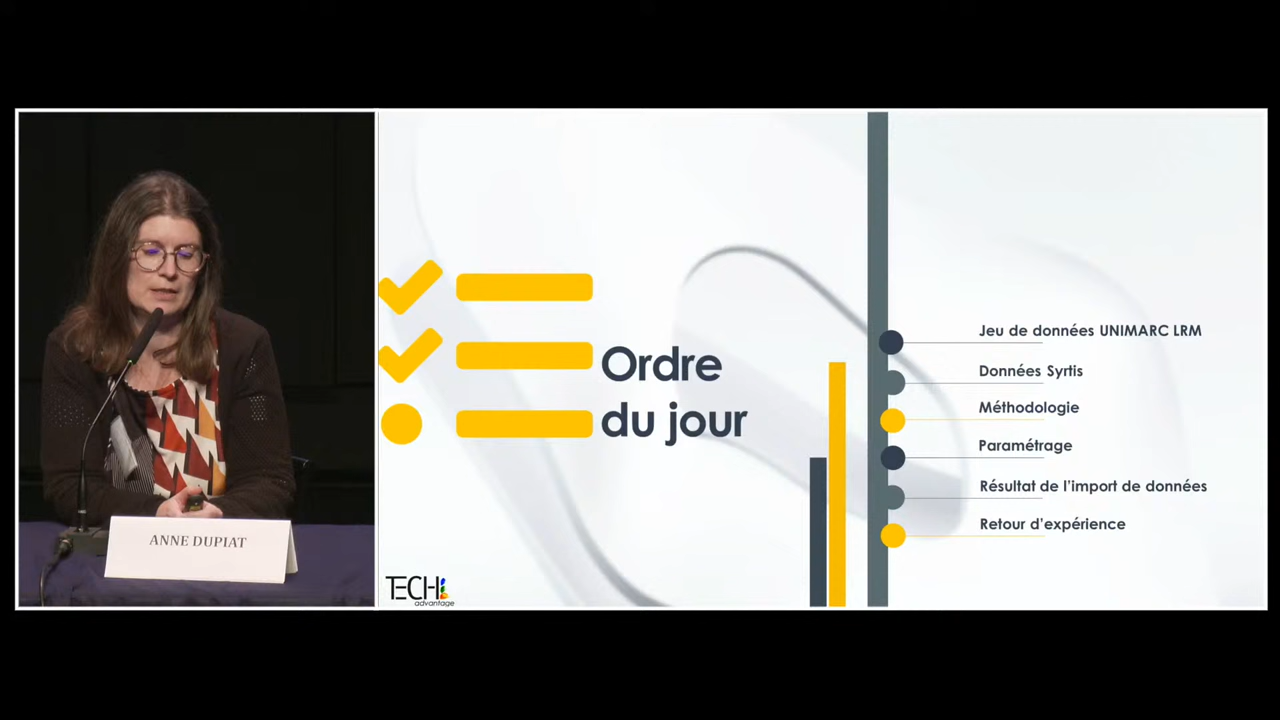 ANNE DUPIAT
Ordre
du jour
TECH
advantage
Jeu de données UNIMARC LRM
Données Syrtis
Méthodologie
Paramétrage
Résultat de l'import de données
Retour d'expérience